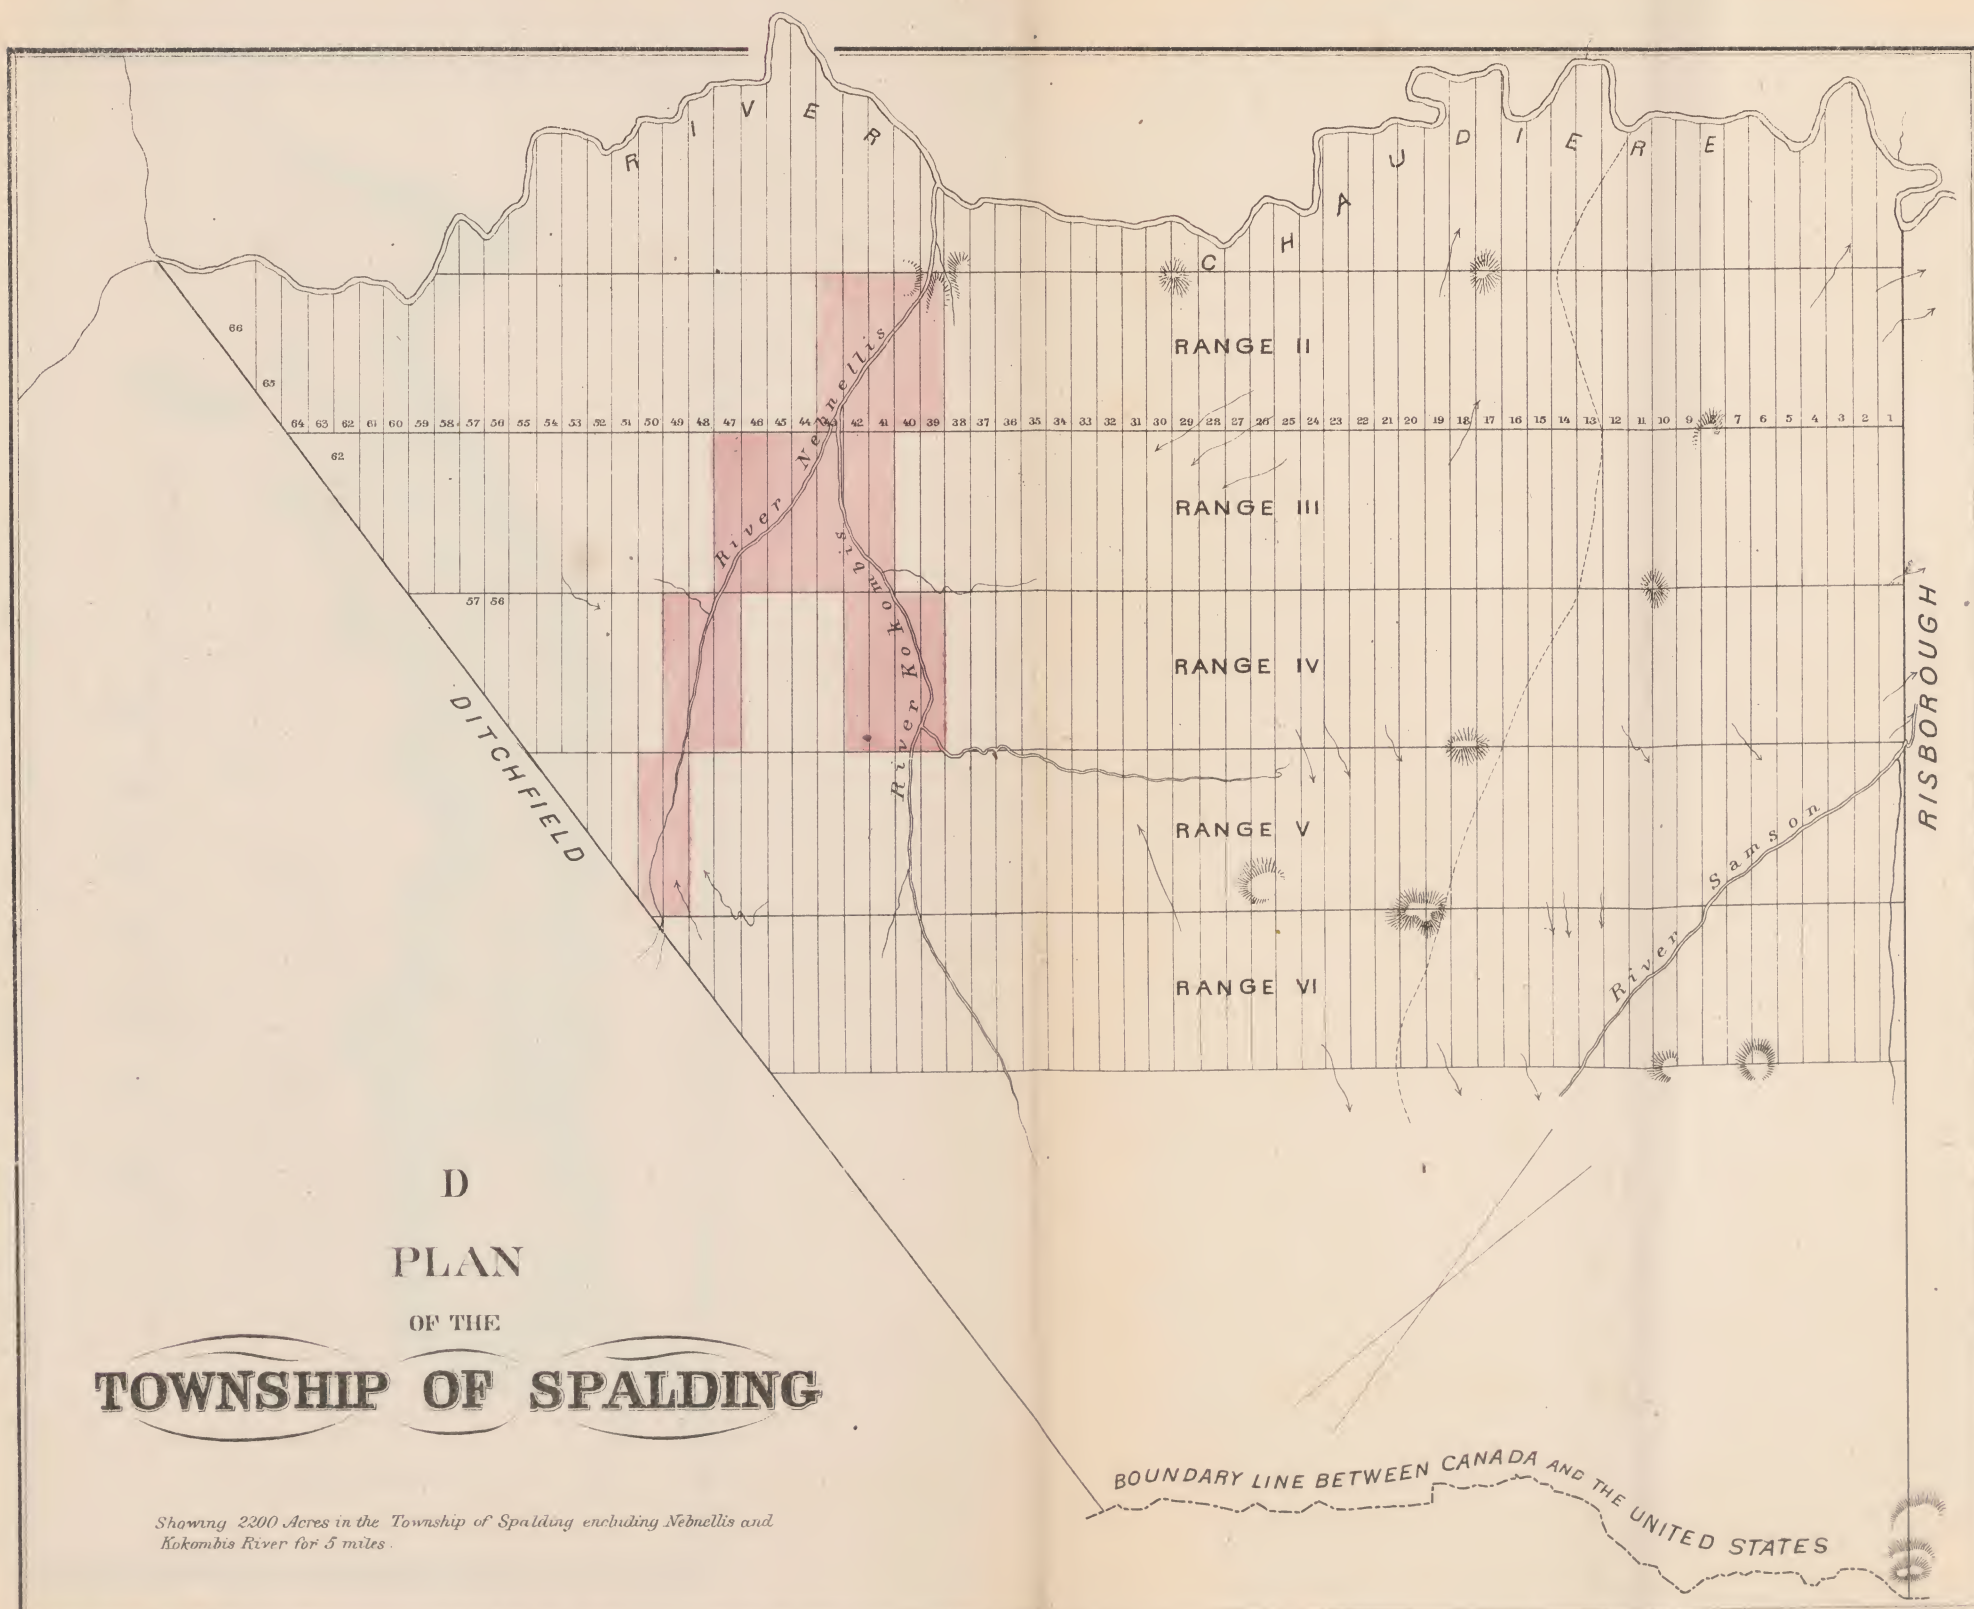 RIVER CHAUDIERE
66
65
RANGE II
64 63 62 61 60 59 58 57 56 55 54 53 52 51 50 49 48 47 46 45 44 43 42 41 40 39 38 37 36 35 34 33 32 31 30 29 28 27 26 25 24 23 22 21 20 19 18 17 16 15 14 13 12 11 10 9 8 7 6 5 4 3 2 1
62
River Nebnellis
RANGE III
57 56
River Kokombis
RANGE IV
DITCHFIELD
RISBOROUGH
RANGE V
River Samson
RANGE VI
D
PLAN
OF THE
TOWNSHIP OF SPALDING
Showing 2200 Acres in the Township of Spalding encluding Nebnellis and
Kokombis River for 5 miles.
BOUNDARY LINE BETWEEN CANADA AND THE UNITED STATES